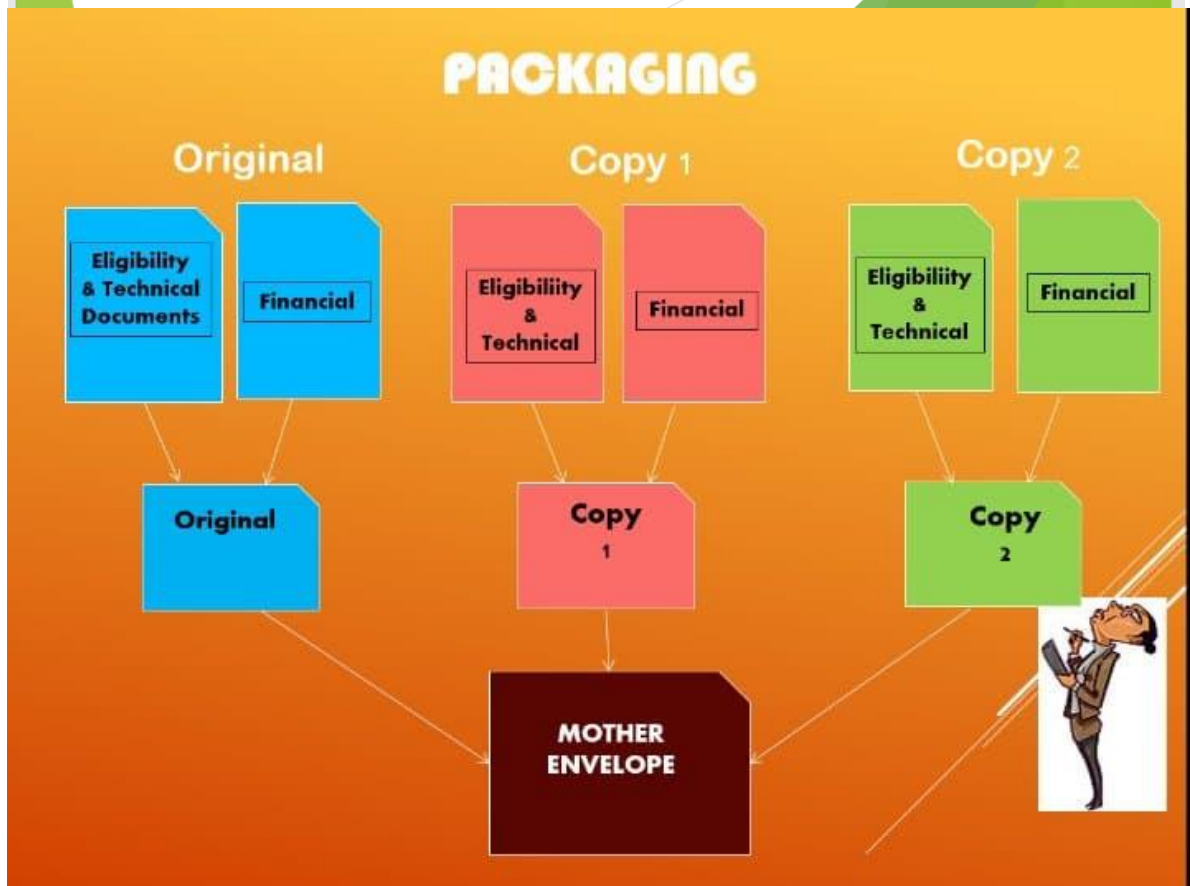 PACKAGING
Original
Copy 1
Copy 2
Eligibility
& Technical
Documents
Financial
Eligibiliity
&
Technical
Financial
Eligibiliity
&
Technical
Financial
Original
Copy
1
Copy
2
MOTHER
ENVELOPE